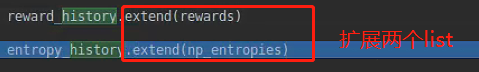 reward_history.extend(rewards)
扩展两个list
entropy_history.extend(np_entropies)